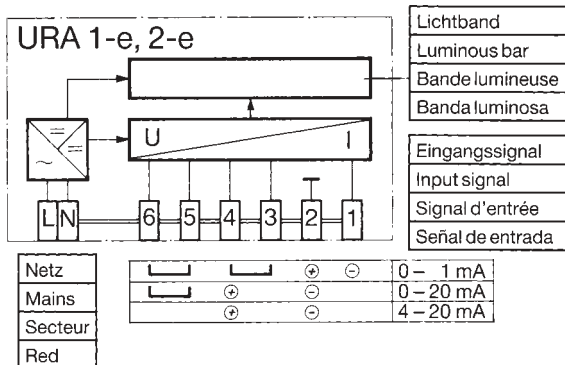 URA 1-e, 2-e
Lichtband
Luminous bar
Bande lumineuse
Banda luminosa
U I
Eingangssignal
Input signal
Signal d'entrée
Señal de entrada
L N 6 5 4 3 2 1
Netz
Mains
Secteur
Red
+ − 0 – 1 mA
+ − 0 – 20 mA
+ − 4 – 20 mA